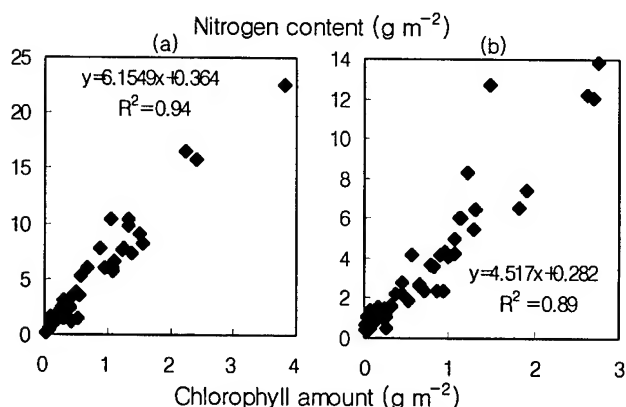 Nitrogen content (g m⁻²)
(a) (b)
25
20
15
10
5
0
y=6.1549x+0.364
R²=0.94
0 1 2 3 4
14
12
10
8
6
4
2
0
y=4.517x+0.282
R²=0.89
0 1 2 3
Chlorophyll amount (g m⁻²)